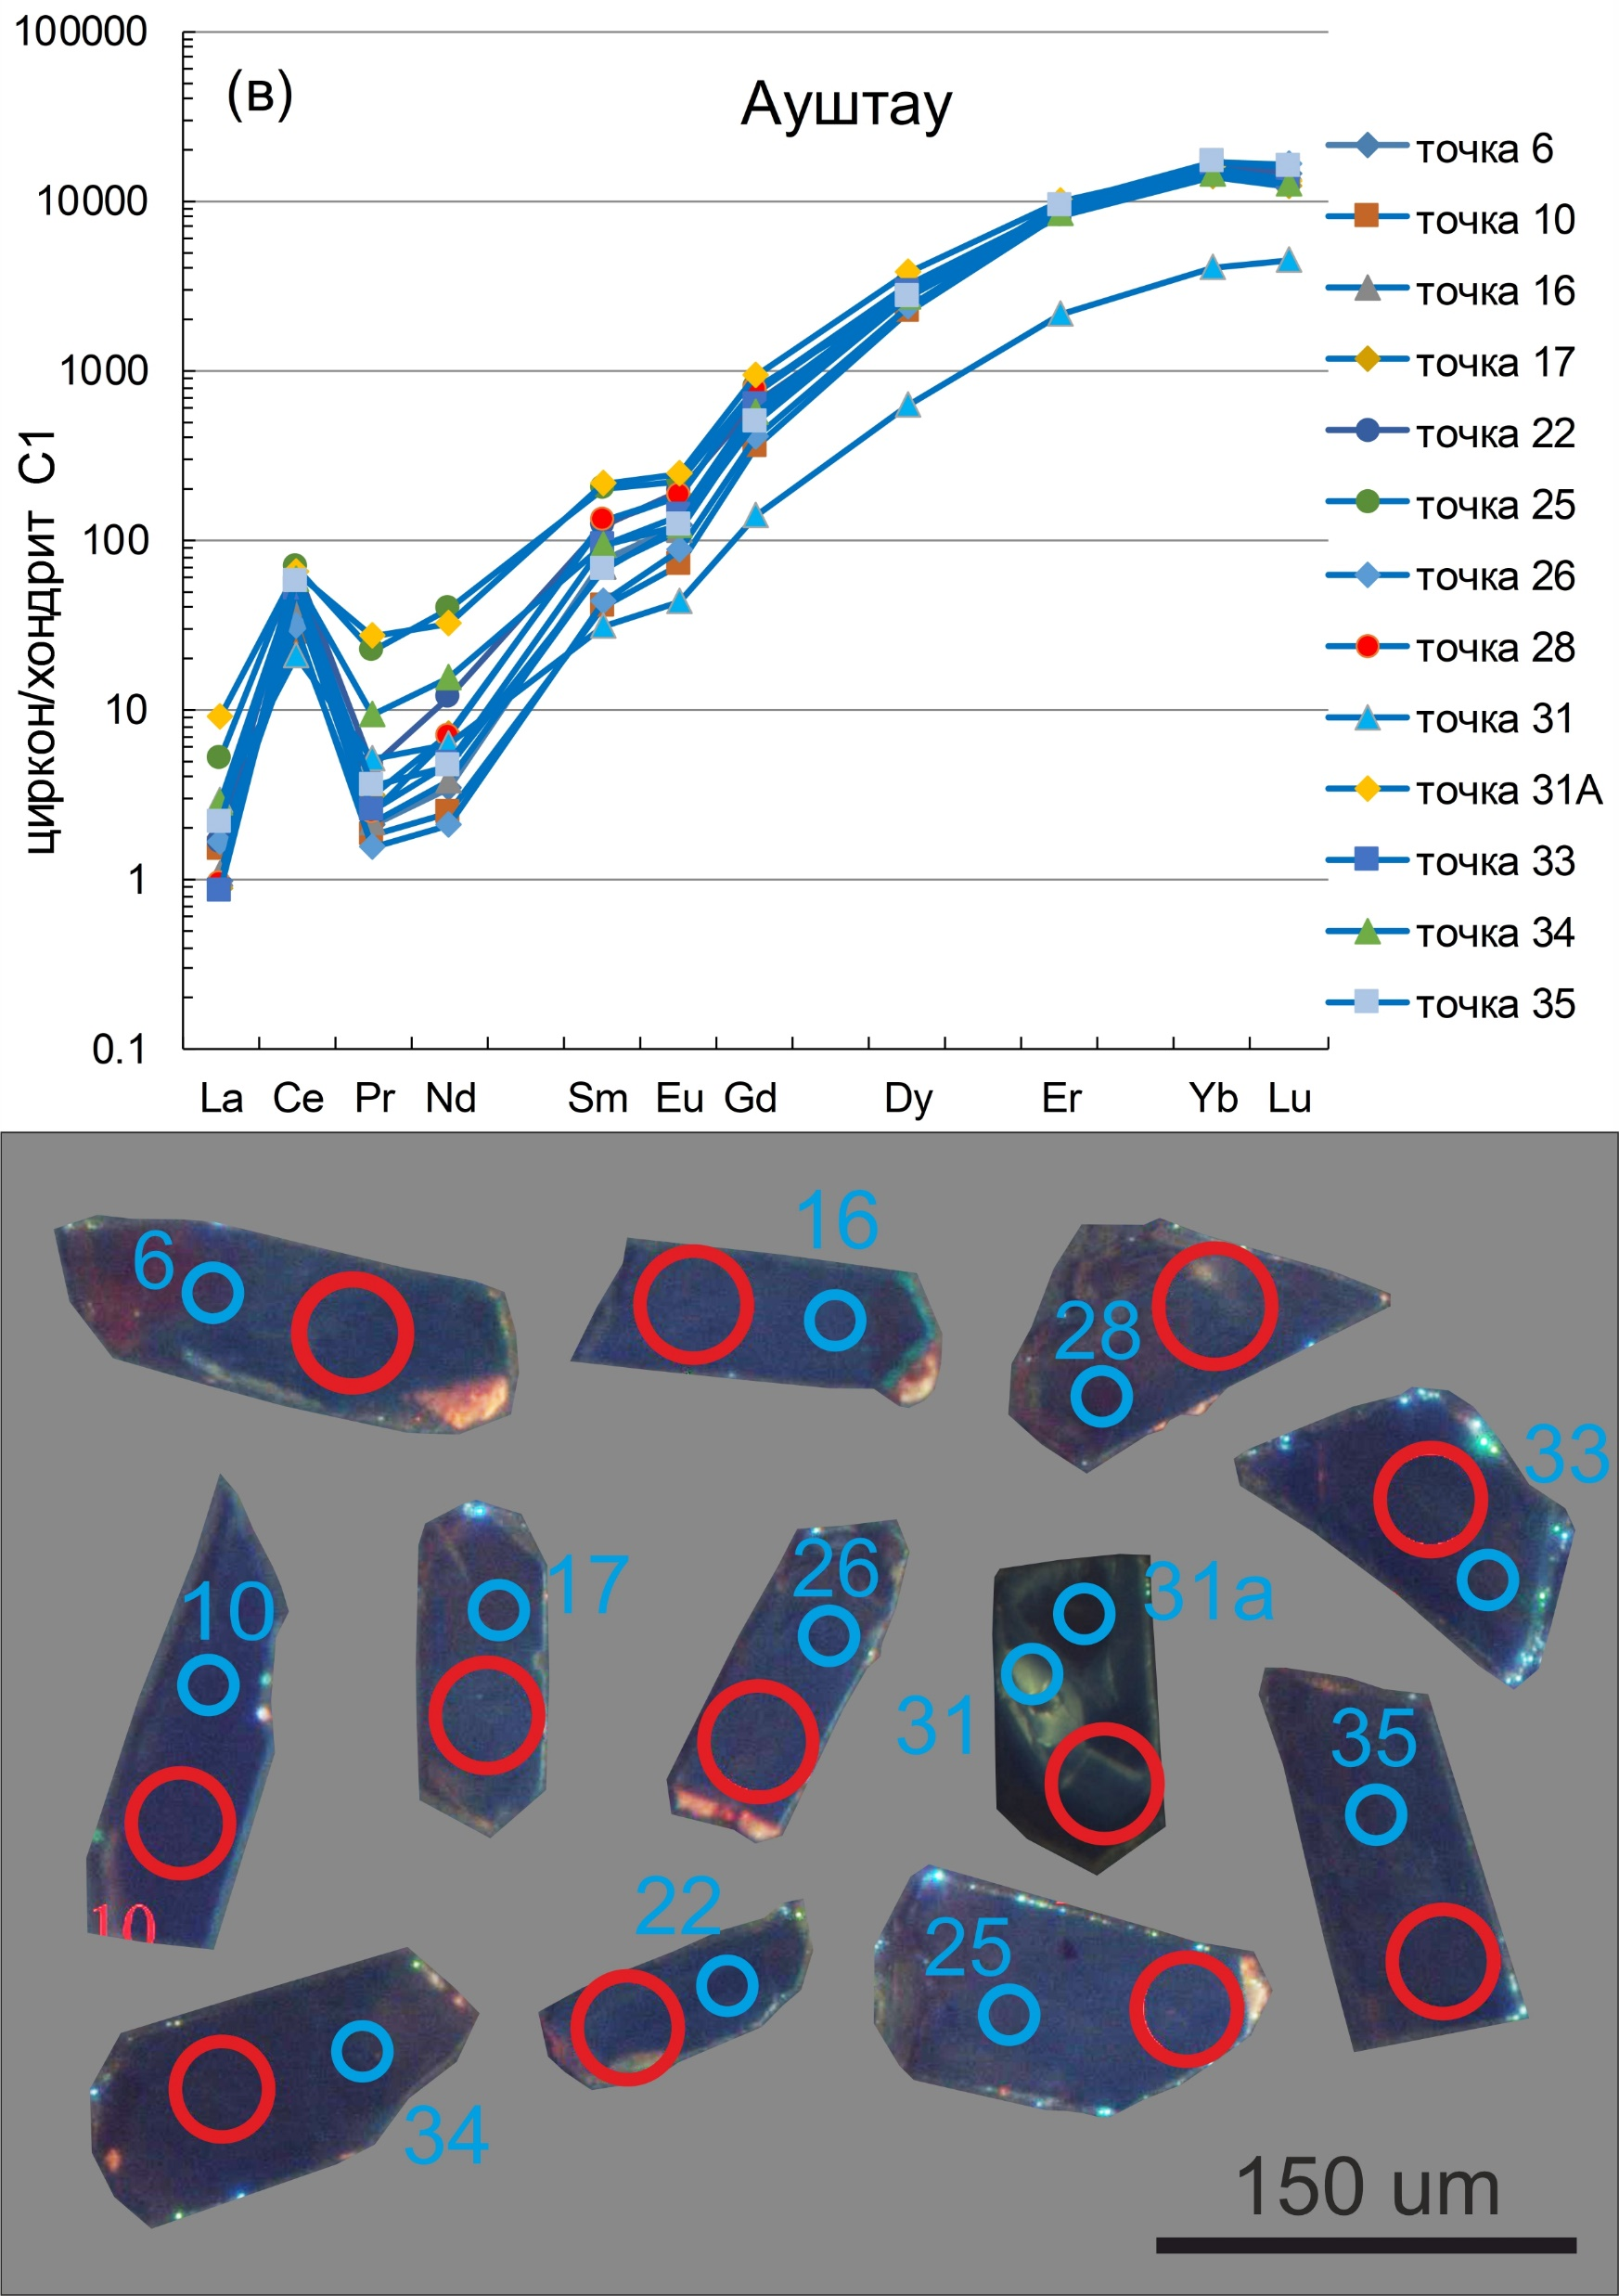 100000
(в)
Ауштау
10000
1000
100
10
1
0.1
циркон/хондрит C1
La Ce Pr Nd Sm Eu Gd Dy Er Yb Lu
точка 6
точка 10
точка 16
точка 17
точка 22
точка 25
точка 26
точка 28
точка 31
точка 31A
точка 33
точка 34
точка 35
6
16
28
33
10
17
26
31a
31
35
10
22
25
34
150 um